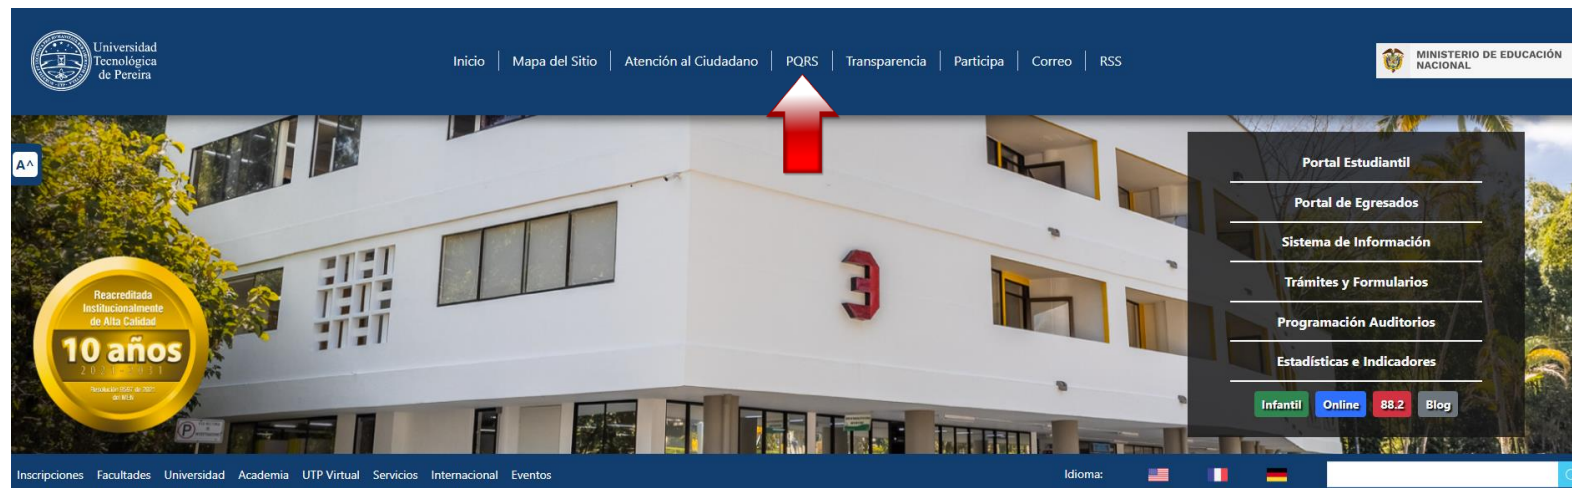 Universidad
Tecnológica
de Pereira
Inicio
Mapa del Sitio
Atención al Ciudadano
PQRS
Transparencia
Participa
Correo
RSS
MINISTERIO DE EDUCACIÓN
NACIONAL
A^
Portal Estudiantil
Portal de Egresados
Sistema de Información
Trámites y Formularios
Programación Auditorios
Estadísticas e Indicadores
Infantil
Online
88.2
Blog
3
Reacreditada
Institucionalmente
de Alta Calidad
10 años
2021-2031
P
Inscripciones
Facultades
Universidad
Academia
UTP Virtual
Servicios
Internacional
Eventos
Idioma: